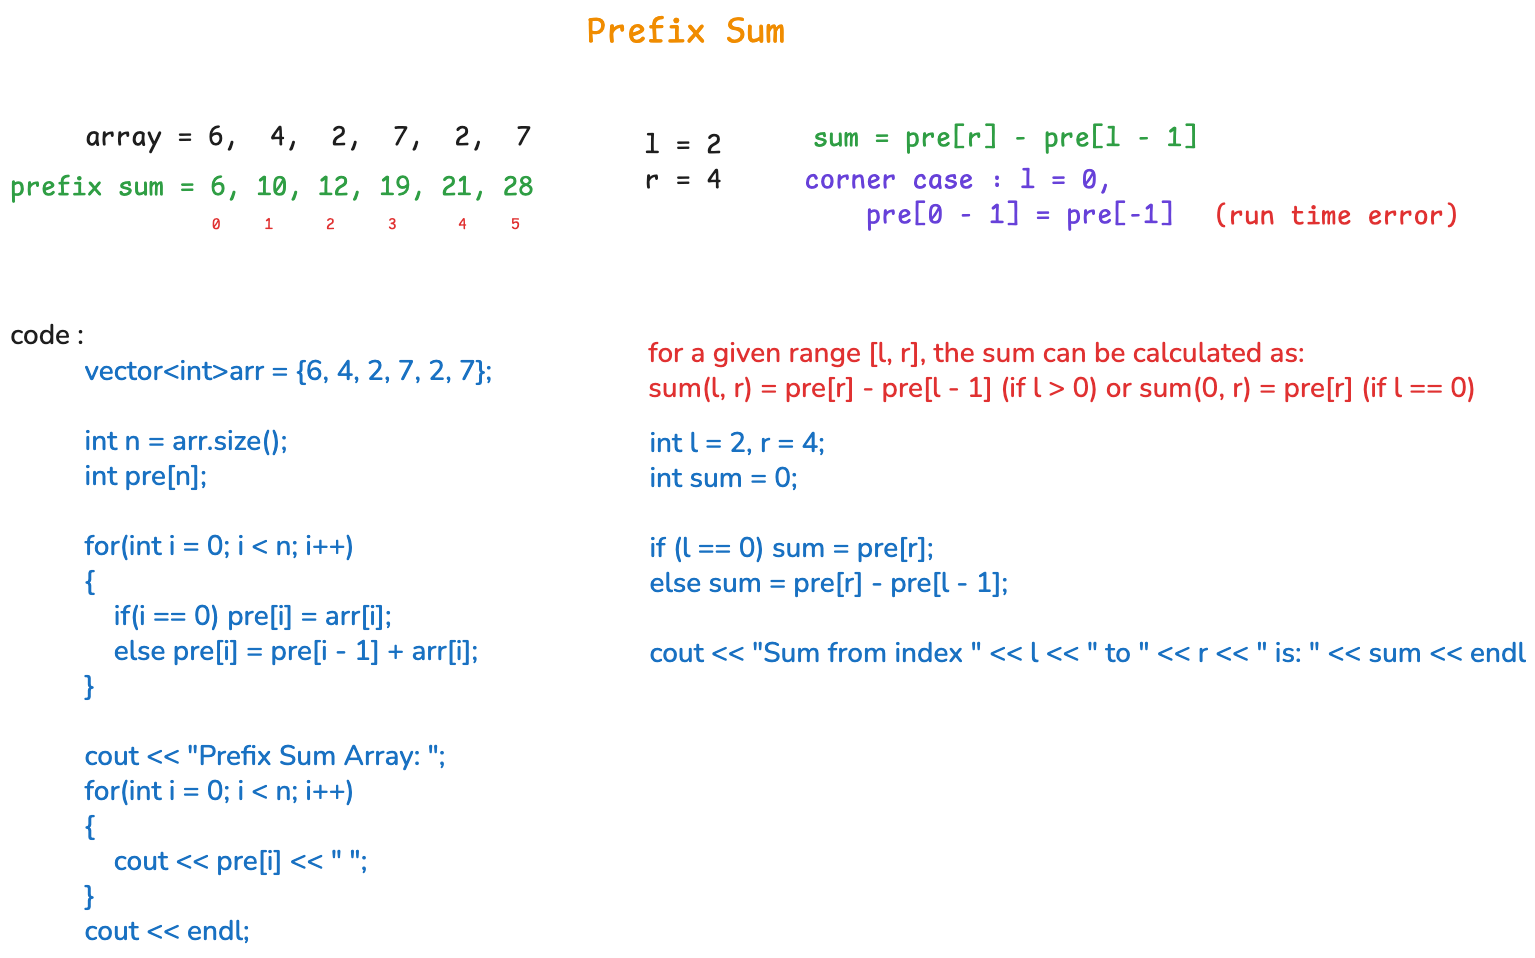 Prefix Sum
array = 6, 4, 2, 7, 2, 7
prefix sum = 6, 10, 12, 19, 21, 28
0 1 2 3 4 5
l = 2
r = 4
sum = pre[r] - pre[l - 1]
corner case : l = 0,
pre[0 - 1] = pre[-1] (run time error)
code :
vector<int>arr = {6, 4, 2, 7, 2, 7};
int n = arr.size();
int pre[n];
for(int i = 0; i < n; i++)
{
if(i == 0) pre[i] = arr[i];
else pre[i] = pre[i - 1] + arr[i];
}
cout << "Prefix Sum Array: ";
for(int i = 0; i < n; i++)
{
cout << pre[i] << " ";
}
cout << endl;
for a given range [l, r], the sum can be calculated as:
sum(l, r) = pre[r] - pre[l - 1] (if l > 0) or sum(0, r) = pre[r] (if l == 0)
int l = 2, r = 4;
int sum = 0;
if (l == 0) sum = pre[r];
else sum = pre[r] - pre[l - 1];
cout << "Sum from index " << l << " to " << r << " is: " << sum << endl